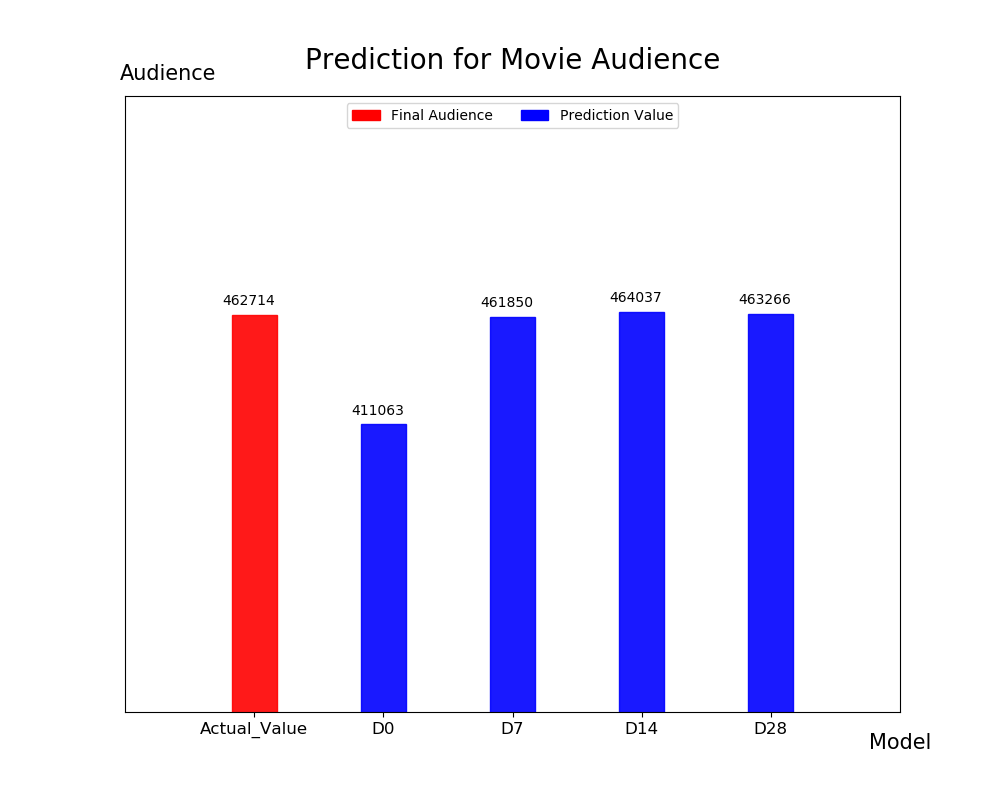 Prediction for Movie Audience
Audience
Final Audience
Prediction Value
462714
411063
461850
464037
463266
Actual_Value
D0
D7
D14
D28
Model